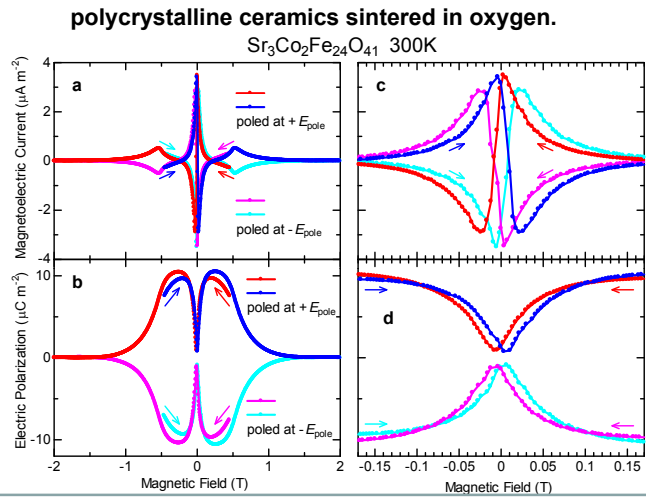 polycrystalline ceramics sintered in oxygen.
Sr₃Co₂Fe₂₄O₄₁ 300K
Magnetoelectric Current (μA m⁻²)
4
2
0
-2
-4
a
poled at + Epole
poled at - Epole
c
Electric Polarization (μC m⁻²)
10
0
-10
b
poled at + Epole
poled at - Epole
d
-2 -1 0 1 2
Magnetic Field (T)
-0.15 -0.10 -0.05 0 0.05 0.10 0.15
Magnetic Field (T)